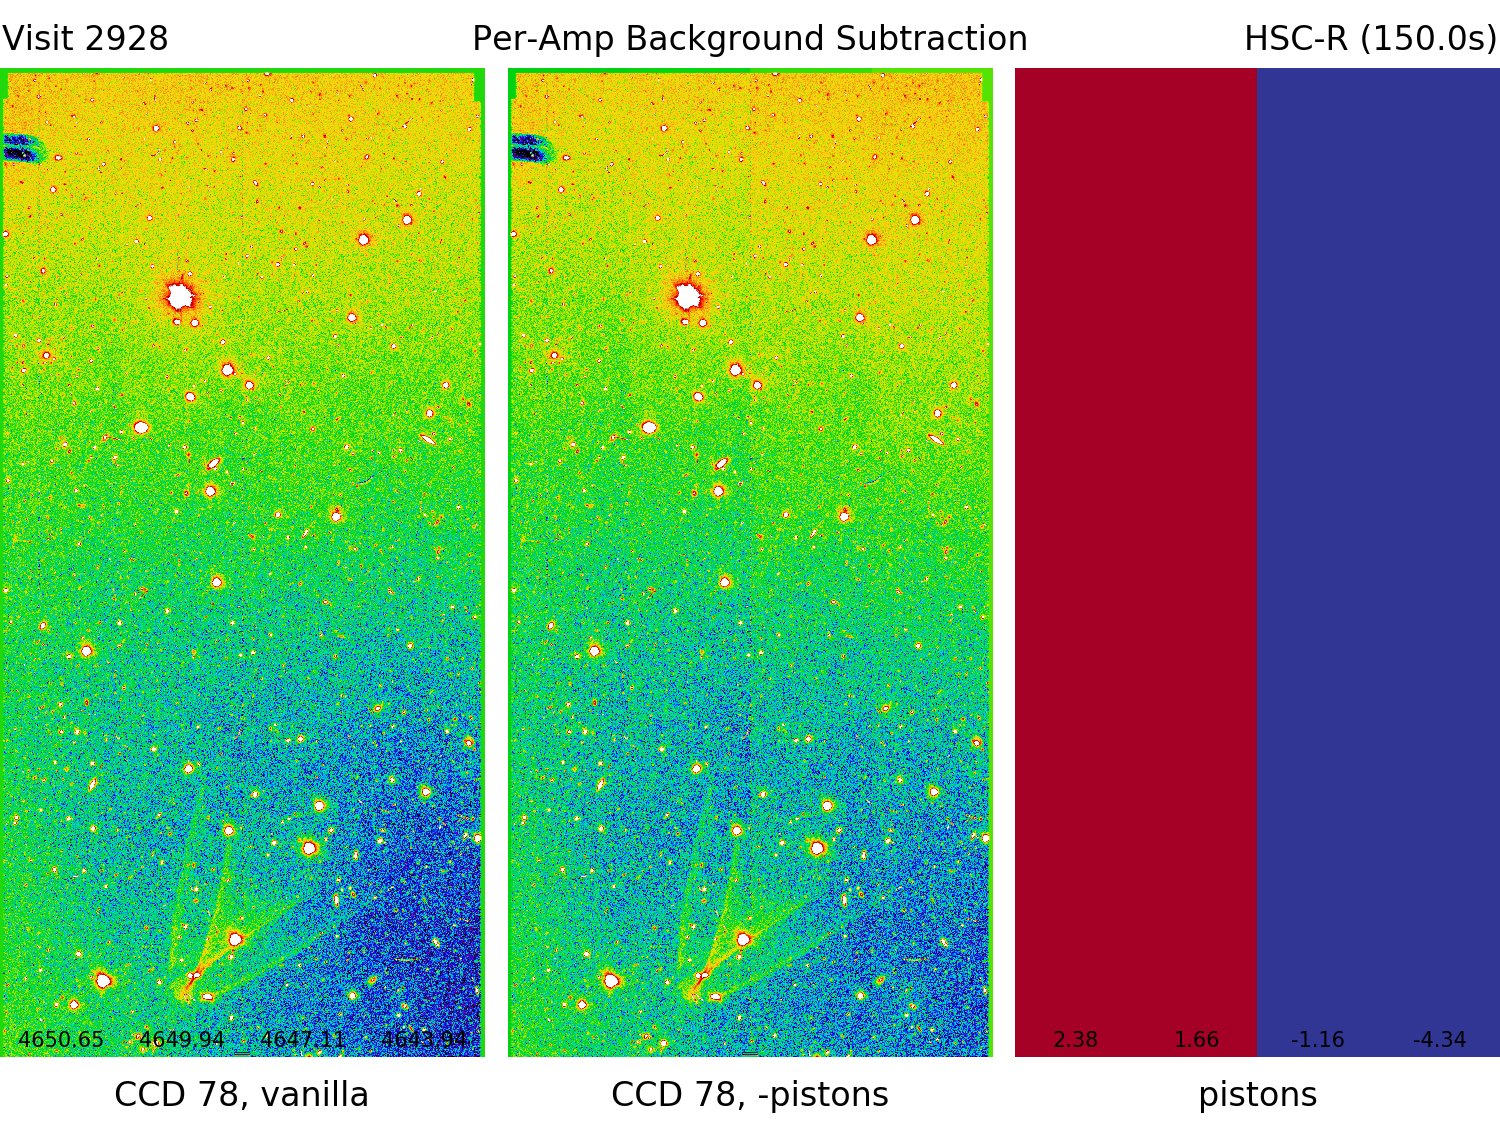 Visit 2928 Per-Amp Background Subtraction HSC-R (150.0s)
4650.65 4649.94 4647.11 4643.94 2.38 1.66 -1.16 -4.34
CCD 78, vanilla CCD 78, -pistons pistons